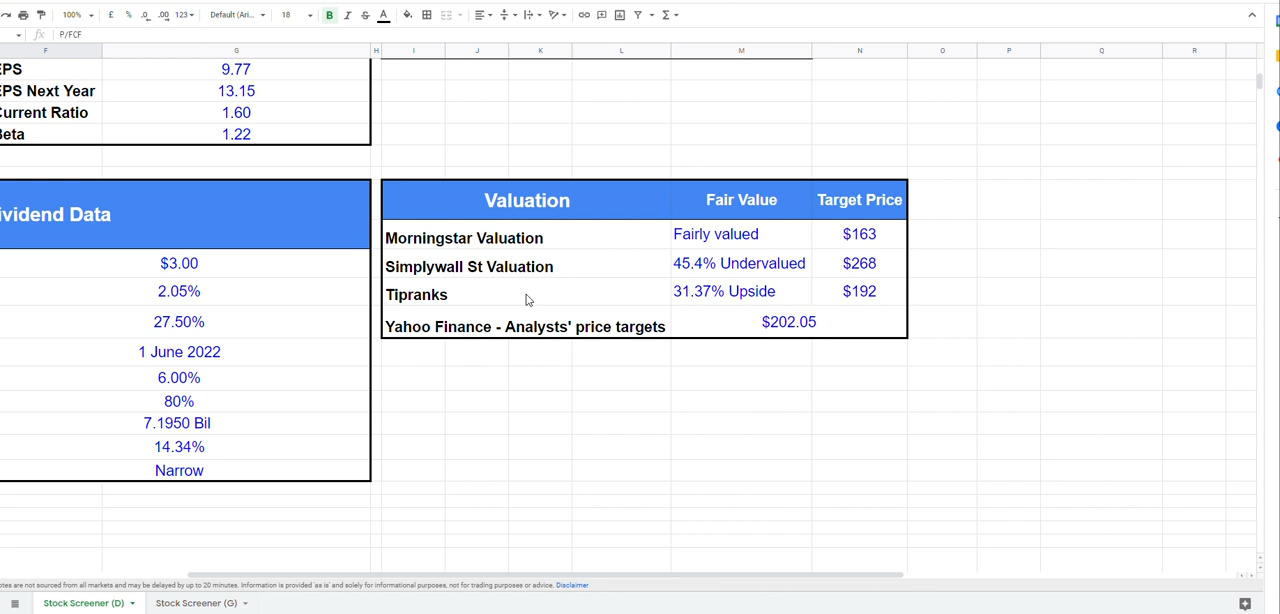 100% £ % .0 .00 123 Default (Ari... 18 B I S A Σ
fx P/FCF
F G H I J K L M N O P Q R
EPS 9.77
EPS Next Year 13.15
Current Ratio 1.60
Beta 1.22
ividend Data
$3.00
2.05%
27.50%
1 June 2022
6.00%
80%
7.1950 Bil
14.34%
Narrow
Valuation Fair Value Target Price
Morningstar Valuation Fairly valued $163
Simplywall St Valuation 45.4% Undervalued $268
Tipranks 31.37% Upside $192
Yahoo Finance - Analysts' price targets $202.05
otes are not sourced from all markets and may be delayed by up to 20 minutes. Information is provided 'as is' and solely for informational purposes, not for trading purposes or advice. Disclaimer
Stock Screener (D) Stock Screener (G)